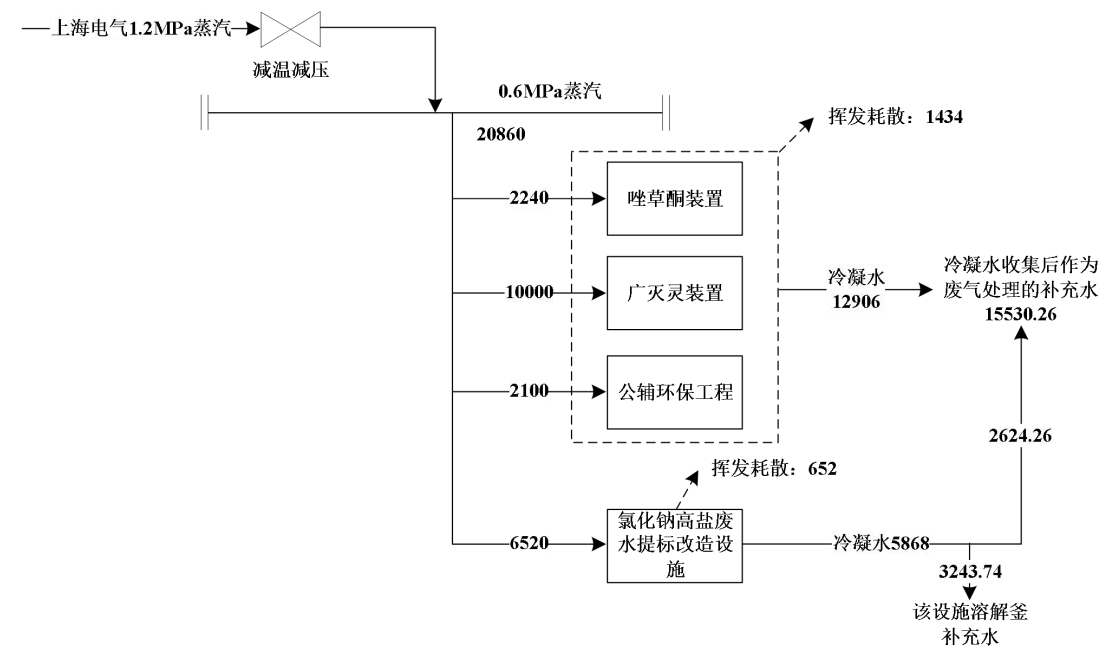 上海电气1.2MPa蒸汽
减温减压
0.6MPa蒸汽
20860
挥发耗散：1434
2240
唑草酮装置
10000
广灭灵装置
冷凝水
12906
冷凝水收集后作为
废气处理的补充水
15530.26
2100
公辅环保工程
2624.26
挥发耗散：652
6520
氯化钠高盐废
水提标改造设
施
冷凝水5868
3243.74
该设施溶解釜
补充水